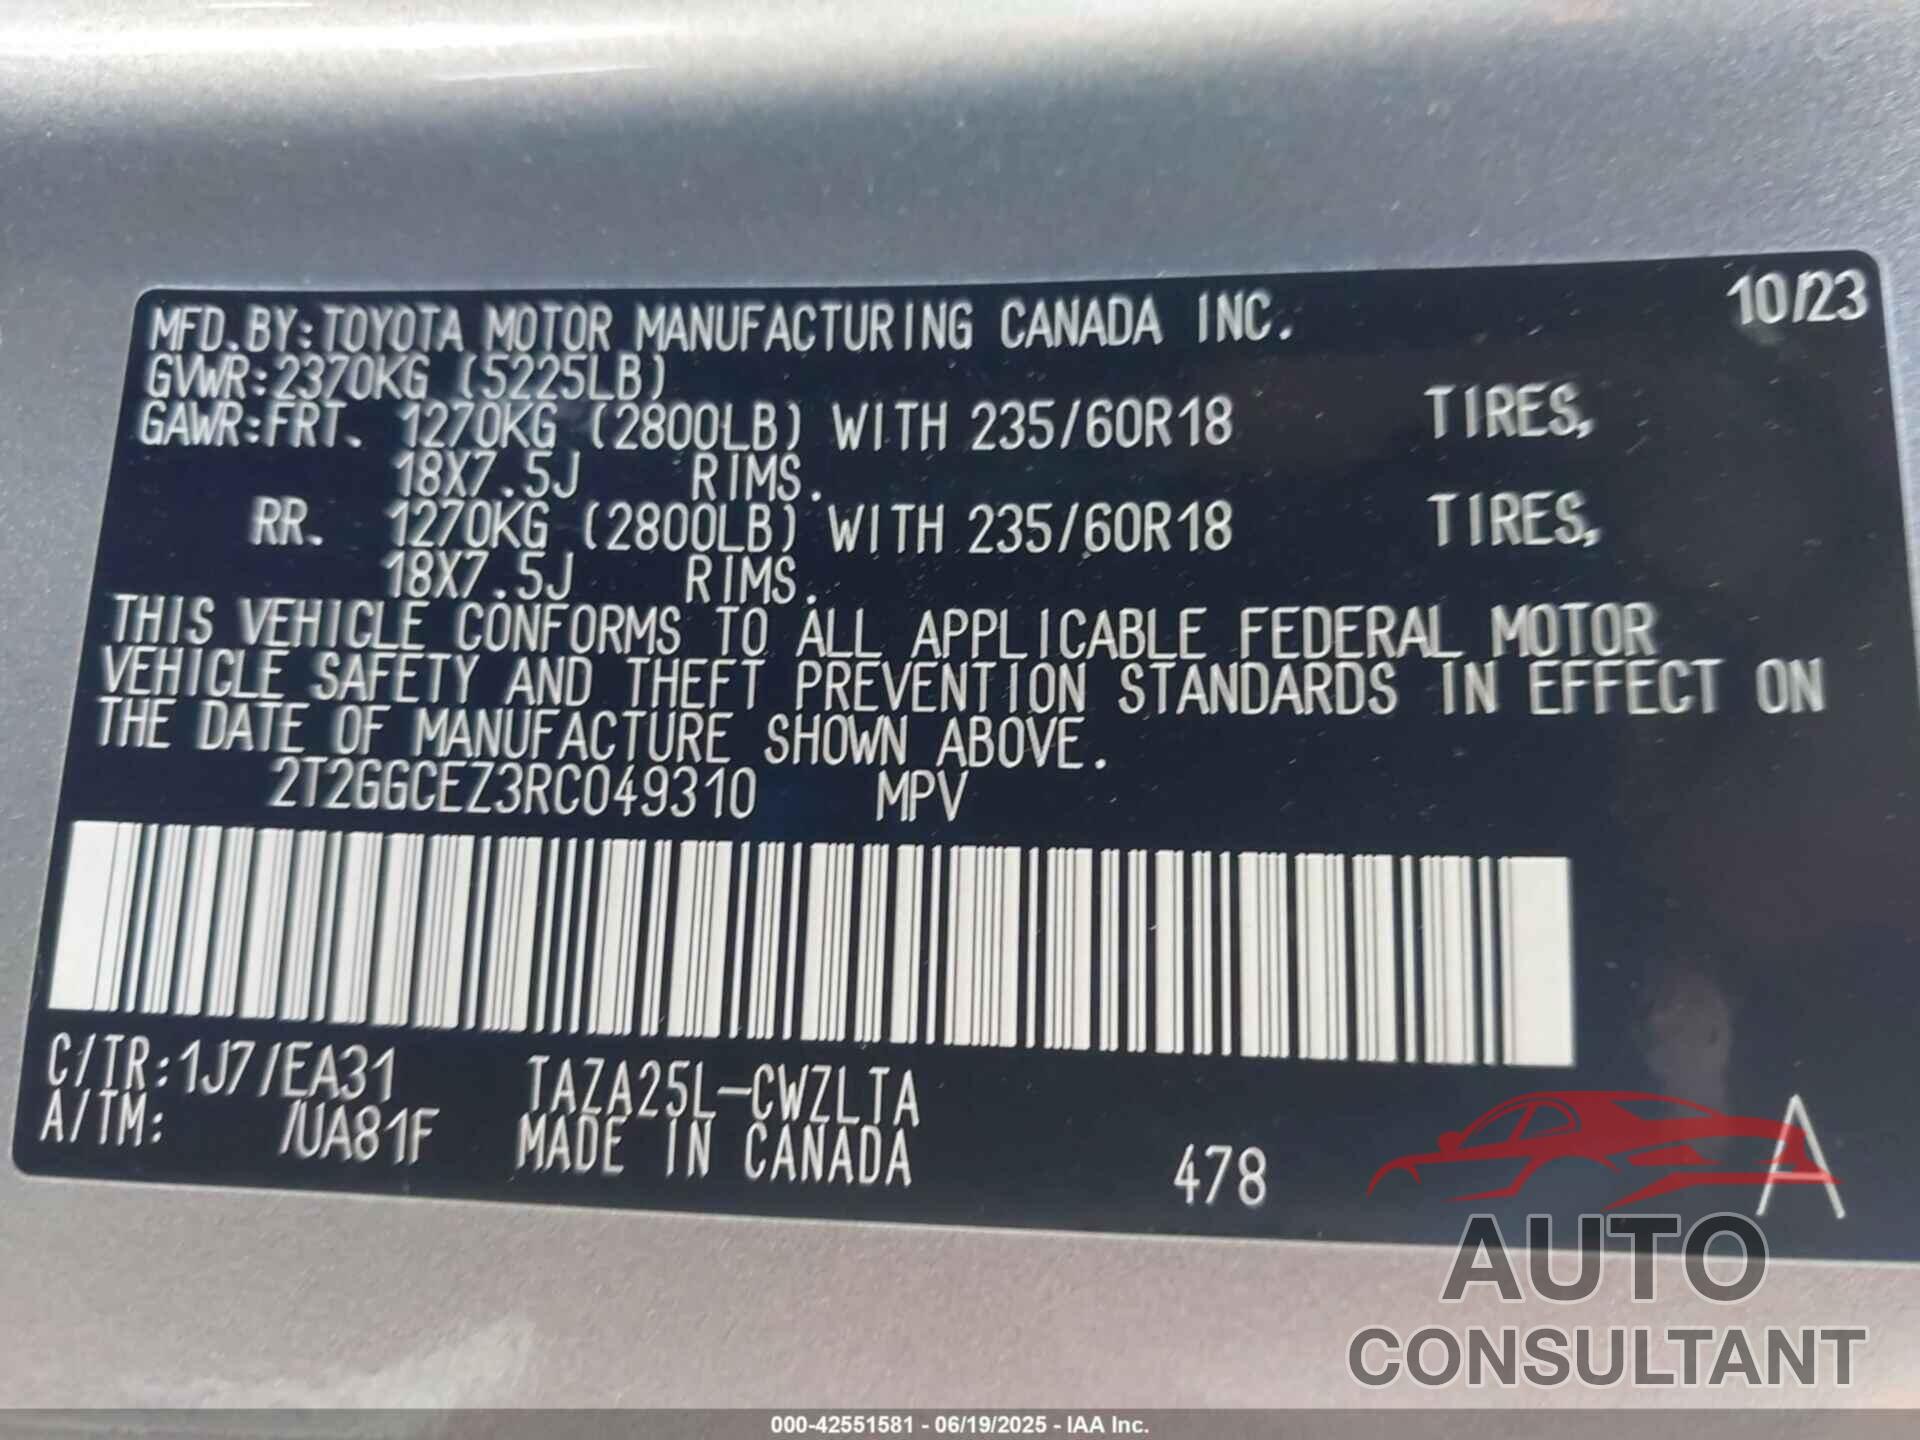 10/23
MFD.BY:TOYOTA MOTOR MANUFACTURING CANADA INC.
GVWR:2370KG (5225LB)
GAWR:FRT. 1270KG (2800LB) WITH 235/60R18 TIRES,
18X7.5J RIMS.
RR. 1270KG (2800LB) WITH 235/60R18 TIRES,
18X7.5J RIMS.
THIS VEHICLE CONFORMS TO ALL APPLICABLE FEDERAL MOTOR
VEHICLE SAFETY AND THEFT PREVENTION STANDARDS IN EFFECT ON
THE DATE OF MANUFACTURE SHOWN ABOVE.
2T2GGCEZ3RC049310 MPV
C/TR:1J7/EA31 TAZA25L-CWZLTA
A/TM: /UA81F MADE IN CANADA 478 A
AUTO
CONSULTANT
000-42551581 - 06/19/2025 - IAA Inc.